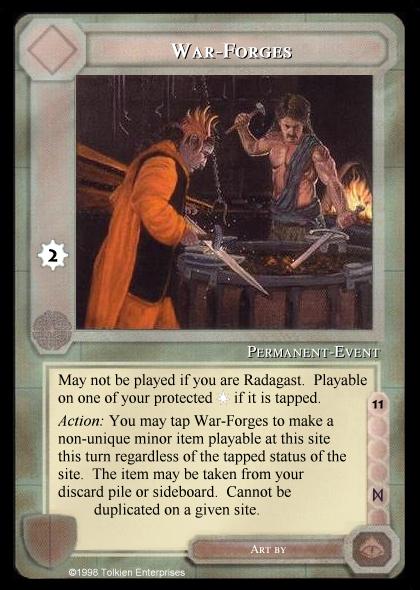 War-Forges
2
Permanent-Event
May not be played if you are Radagast. Playable
on one of your protected if it is tapped.
Action: You may tap War-Forges to make a
non-unique minor item playable at this site
this turn regardless of the tapped status of the
site. The item may be taken from your
discard pile or sideboard. Cannot be
duplicated on a given site.
11
Art by
©1998 Tolkien Enterprises